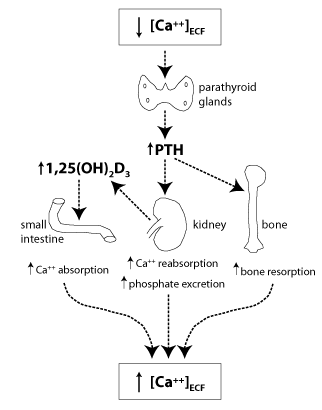 ↓ [Ca⁺⁺]ECF
parathyroid
glands
↑PTH
↑1,25(OH)₂D₃
small
intestine
kidney
bone
↑Ca⁺⁺ absorption
↑Ca⁺⁺ reabsorption
↑phosphate excretion
↑bone resorption
↑ [Ca⁺⁺]ECF